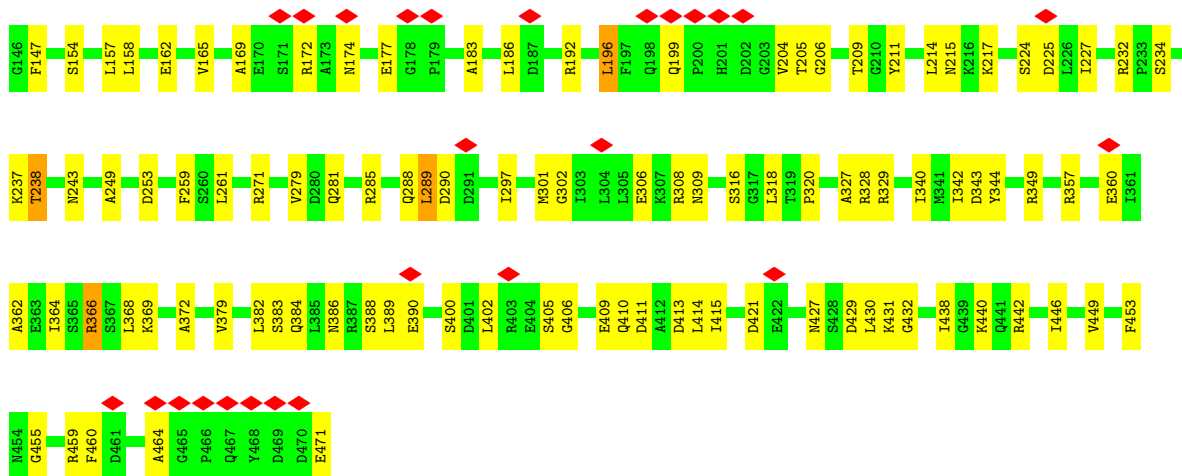 G146 F147 S154 L157 L158 E162 V165 A169 E170 S171 R172 A173 N174 E177 G178 P179 A183 L186 D187 R192 L196 F197 Q198 Q199 P200 H201 D202 G203 V204 T205 G206 T209 G210 Y211 L214 N215 K216 K217 S224 D225 L226 I227 R232 P233 S234
K237 T238 N243 A249 D253 F259 S260 L261 R271 V279 D280 Q281 R285 Q288 L289 D290 D291 I297 M301 G302 I303 L304 L305 E306 K307 R308 N309 S316 G317 L318 T319 P320 A327 R328 R329 I340 M341 I342 D343 Y344 R349 R357 E360 I361
A362 E363 I364 S365 R366 S367 L368 K369 A372 V379 L382 S383 Q384 L385 N386 R387 S388 L389 E390 S400 D401 L402 R403 E404 S405 G406 E409 Q410 D411 A412 D413 L414 I415 D421 E422 N427 S428 D429 L430 K431 G432 I438 G439 K440 Q441 R442 I446 V449 F453
N454 G455 R459 F460 D461 A464 G465 P466 Q467 Y468 D469 D470 E471